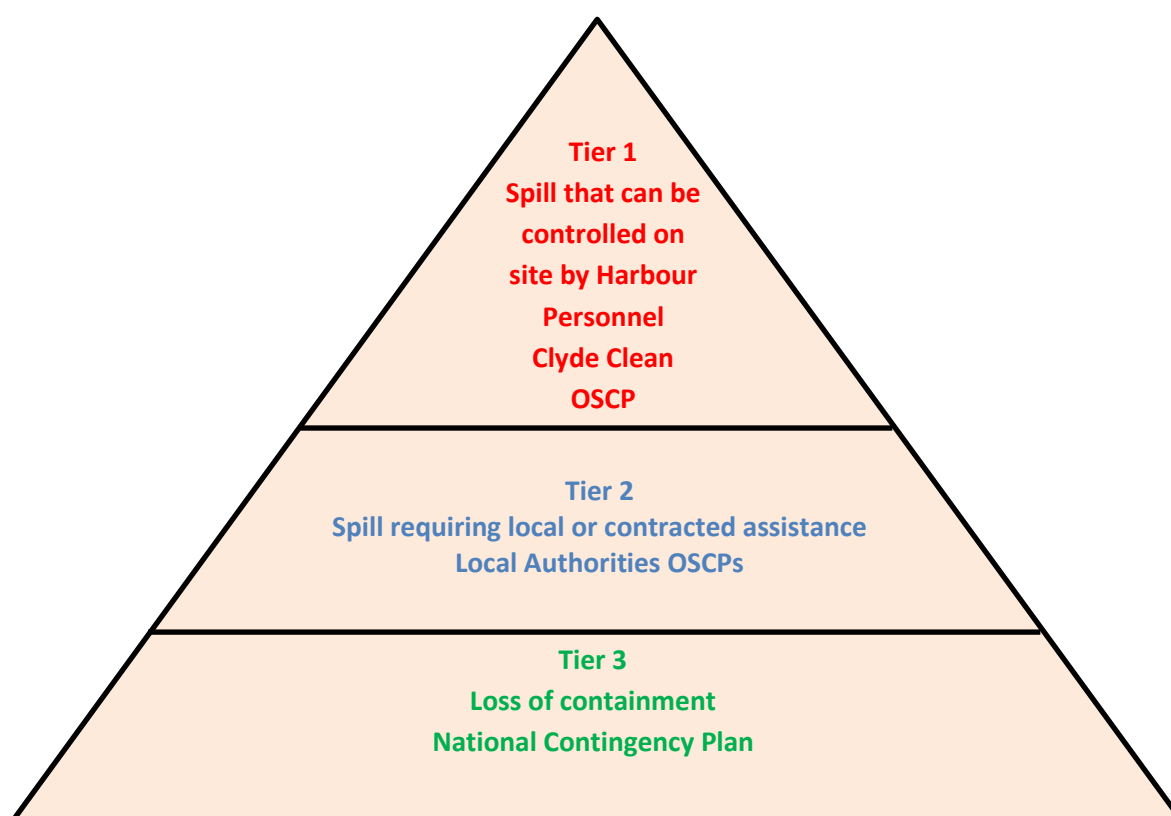 Tier 1
Spill that can be
controlled on
site by Harbour
Personnel
Clyde Clean
OSCP
Tier 2
Spill requiring local or contracted assistance
Local Authorities OSCPs
Tier 3
Loss of containment
National Contingency Plan